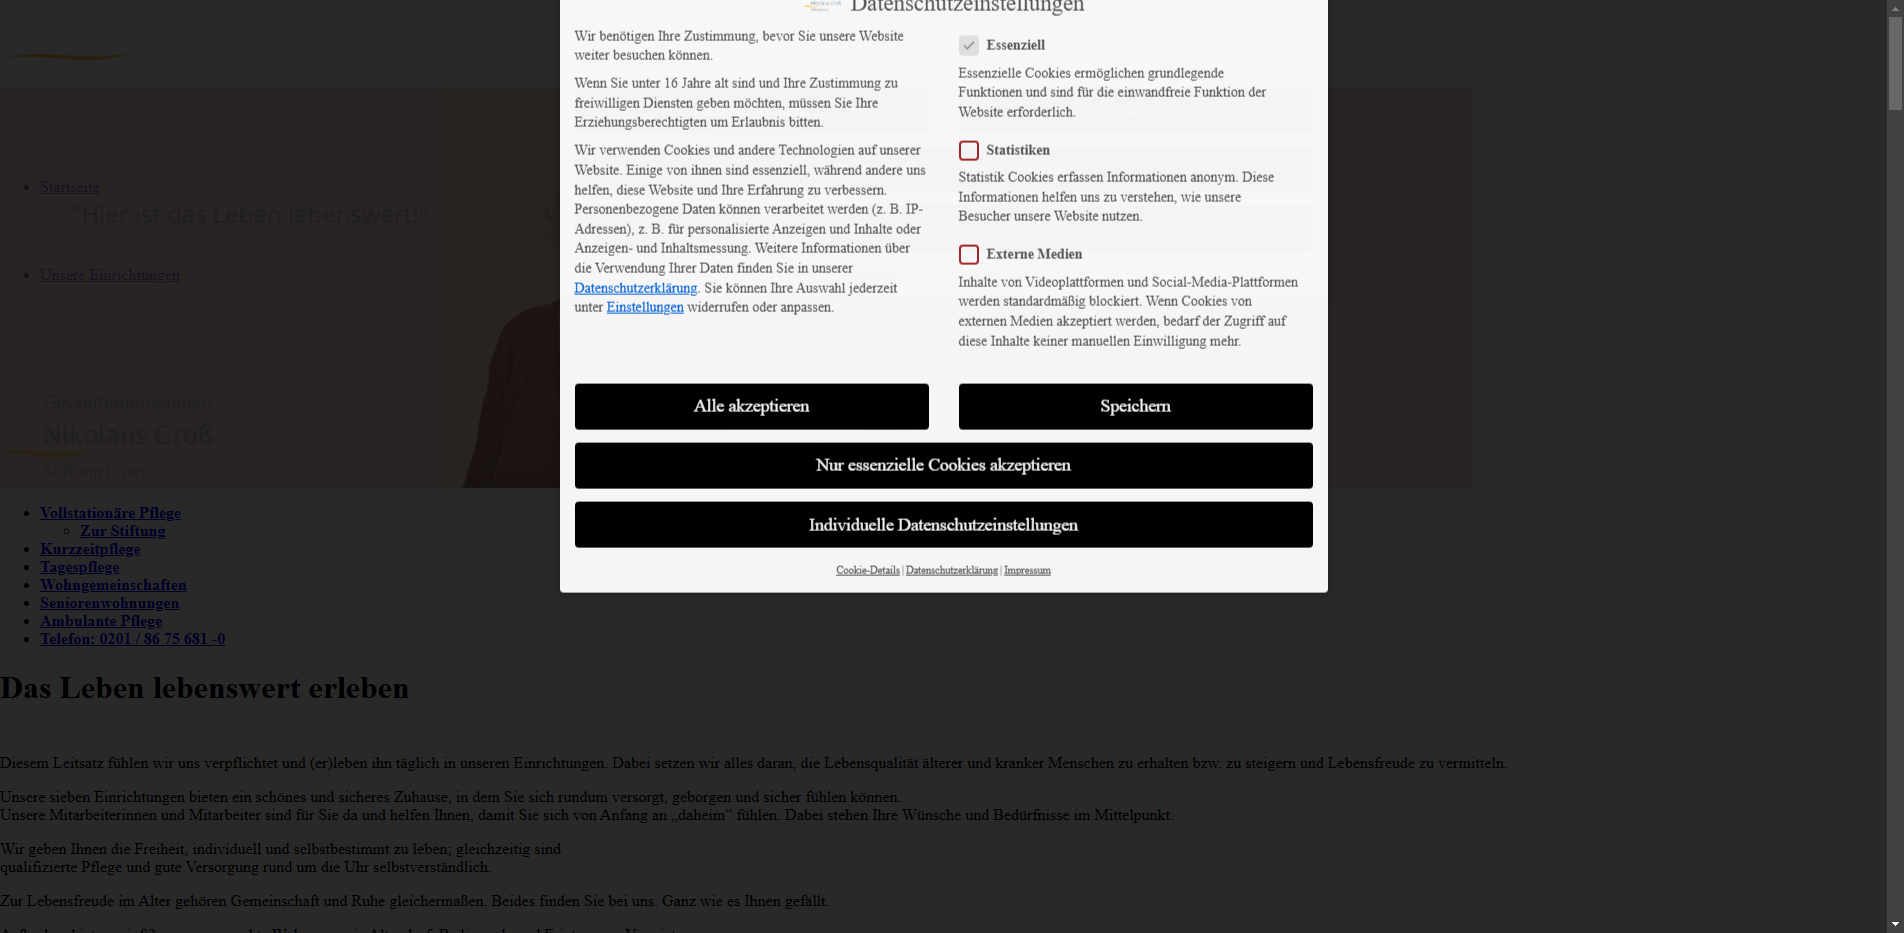 Datenschutzeinstellungen
Wir benötigen Ihre Zustimmung, bevor Sie unsere Website
weiter besuchen können.
Wenn Sie unter 16 Jahre alt sind und Ihre Zustimmung zu
freiwilligen Diensten geben möchten, müssen Sie Ihre
Erziehungsberechtigten um Erlaubnis bitten.
Wir verwenden Cookies und andere Technologien auf unserer
Website. Einige von ihnen sind essenziell, während andere uns
helfen, diese Website und Ihre Erfahrung zu verbessern.
Personenbezogene Daten können verarbeitet werden (z. B. IP-
Adressen), z. B. für personalisierte Anzeigen und Inhalte oder
Anzeigen- und Inhaltsmessung. Weitere Informationen über
die Verwendung Ihrer Daten finden Sie in unserer
Datenschutzerklärung. Sie können Ihre Auswahl jederzeit
unter Einstellungen widerrufen oder anpassen.
Essenziell
Essenzielle Cookies ermöglichen grundlegende
Funktionen und sind für die einwandfreie Funktion der
Website erforderlich.
Statistiken
Statistik Cookies erfassen Informationen anonym. Diese
Informationen helfen uns zu verstehen, wie unsere
Besucher unsere Website nutzen.
Externe Medien
Inhalte von Videoplattformen und Social-Media-Plattformen
werden standardmäßig blockiert. Wenn Cookies von
externen Medien akzeptiert werden, bedarf der Zugriff auf
diese Inhalte keiner manuellen Einwilligung mehr.
Alle akzeptieren
Speichern
Nur essenzielle Cookies akzeptieren
Individuelle Datenschutzeinstellungen
Cookie-Details | Datenschutzerklärung | Impressum
Startseite
"Hier ist das Leben lebenswert!"
Unsere Einrichtungen
Gesamtunternehmen
Nikolaus Groß
Stiftung Essen
Vollstationäre Pflege
Zur Stiftung
Kurzzeitpflege
Tagespflege
Wohngemeinschaften
Seniorenwohnungen
Ambulante Pflege
Telefon: 0201 / 86 75 681 -0
Das Leben lebenswert erleben
Diesem Leitsatz fühlen wir uns verpflichtet und (er)leben ihn täglich in unseren Einrichtungen. Dabei setzen wir alles daran, die Lebensqualität älterer und kranker Menschen zu erhalten bzw. zu steigern und Lebensfreude zu vermitteln.
Unsere sieben Einrichtungen bieten ein schönes und sicheres Zuhause, in dem Sie sich rundum versorgt, geborgen und sicher fühlen können.
Unsere Mitarbeiterinnen und Mitarbeiter sind für Sie da und helfen Ihnen, damit Sie sich von Anfang an „daheim“ fühlen. Dabei stehen Ihre Wünsche und Bedürfnisse im Mittelpunkt.
Wir geben Ihnen die Freiheit, individuell und selbstbestimmt zu leben; gleichzeitig sind
qualifizierte Pflege und gute Versorgung rund um die Uhr selbstverständlich.
Zur Lebensfreude im Alter gehören Gemeinschaft und Ruhe gleichermaßen. Beides finden Sie bei uns. Ganz wie es Ihnen gefällt.